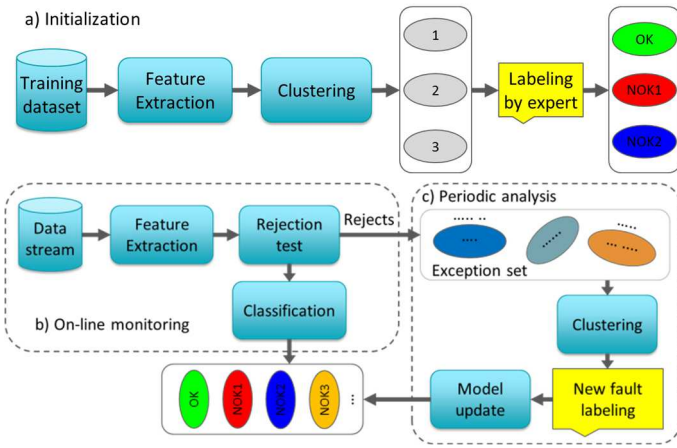 a) Initialization
Training
dataset
Feature
Extraction
Clustering
1
2
3
Labeling
by expert
OK
NOK1
NOK2
Data
stream
Feature
Extraction
Rejection
test
Rejects
Classification
b) On-line monitoring
c) Periodic analysis
Exception set
Clustering
New fault
labeling
Model
update
OK
NOK1
NOK2
NOK3
...